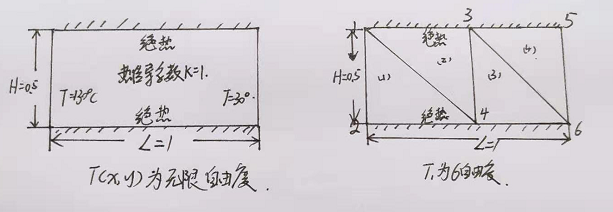 绝热
热传导系数K=1.
H=0.5
T=130℃
T=30°
绝热
L=1
T(x,y)为无限自由度.
3
5
绝热
(4)
(2)
H=0.5
(1)
(3)
2
绝热
4
6
L=1
T,为6自由度.